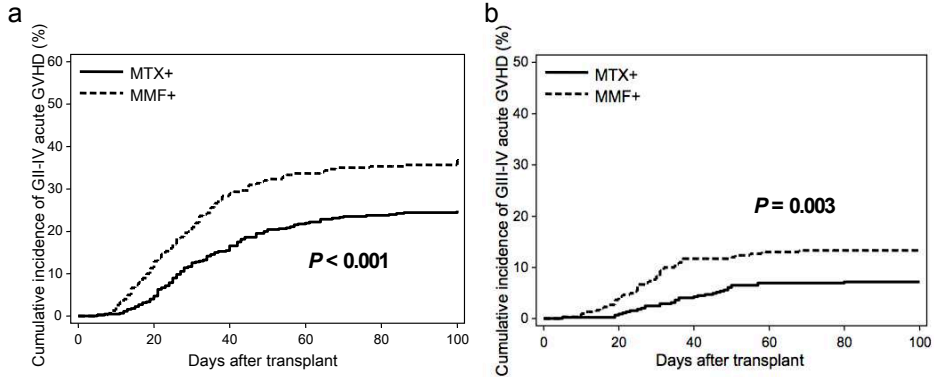 a
Cumulative incidence of GII-IV acute GVHD (%)
60
50
40
30
20
10
0
MTX+
MMF+
P < 0.001
0 20 40 60 80 100
Days after transplant
b
Cumulative incidence of GIII-IV acute GVHD (%)
50
40
30
20
10
0
MTX+
MMF+
P = 0.003
0 20 40 60 80 100
Days after transplant